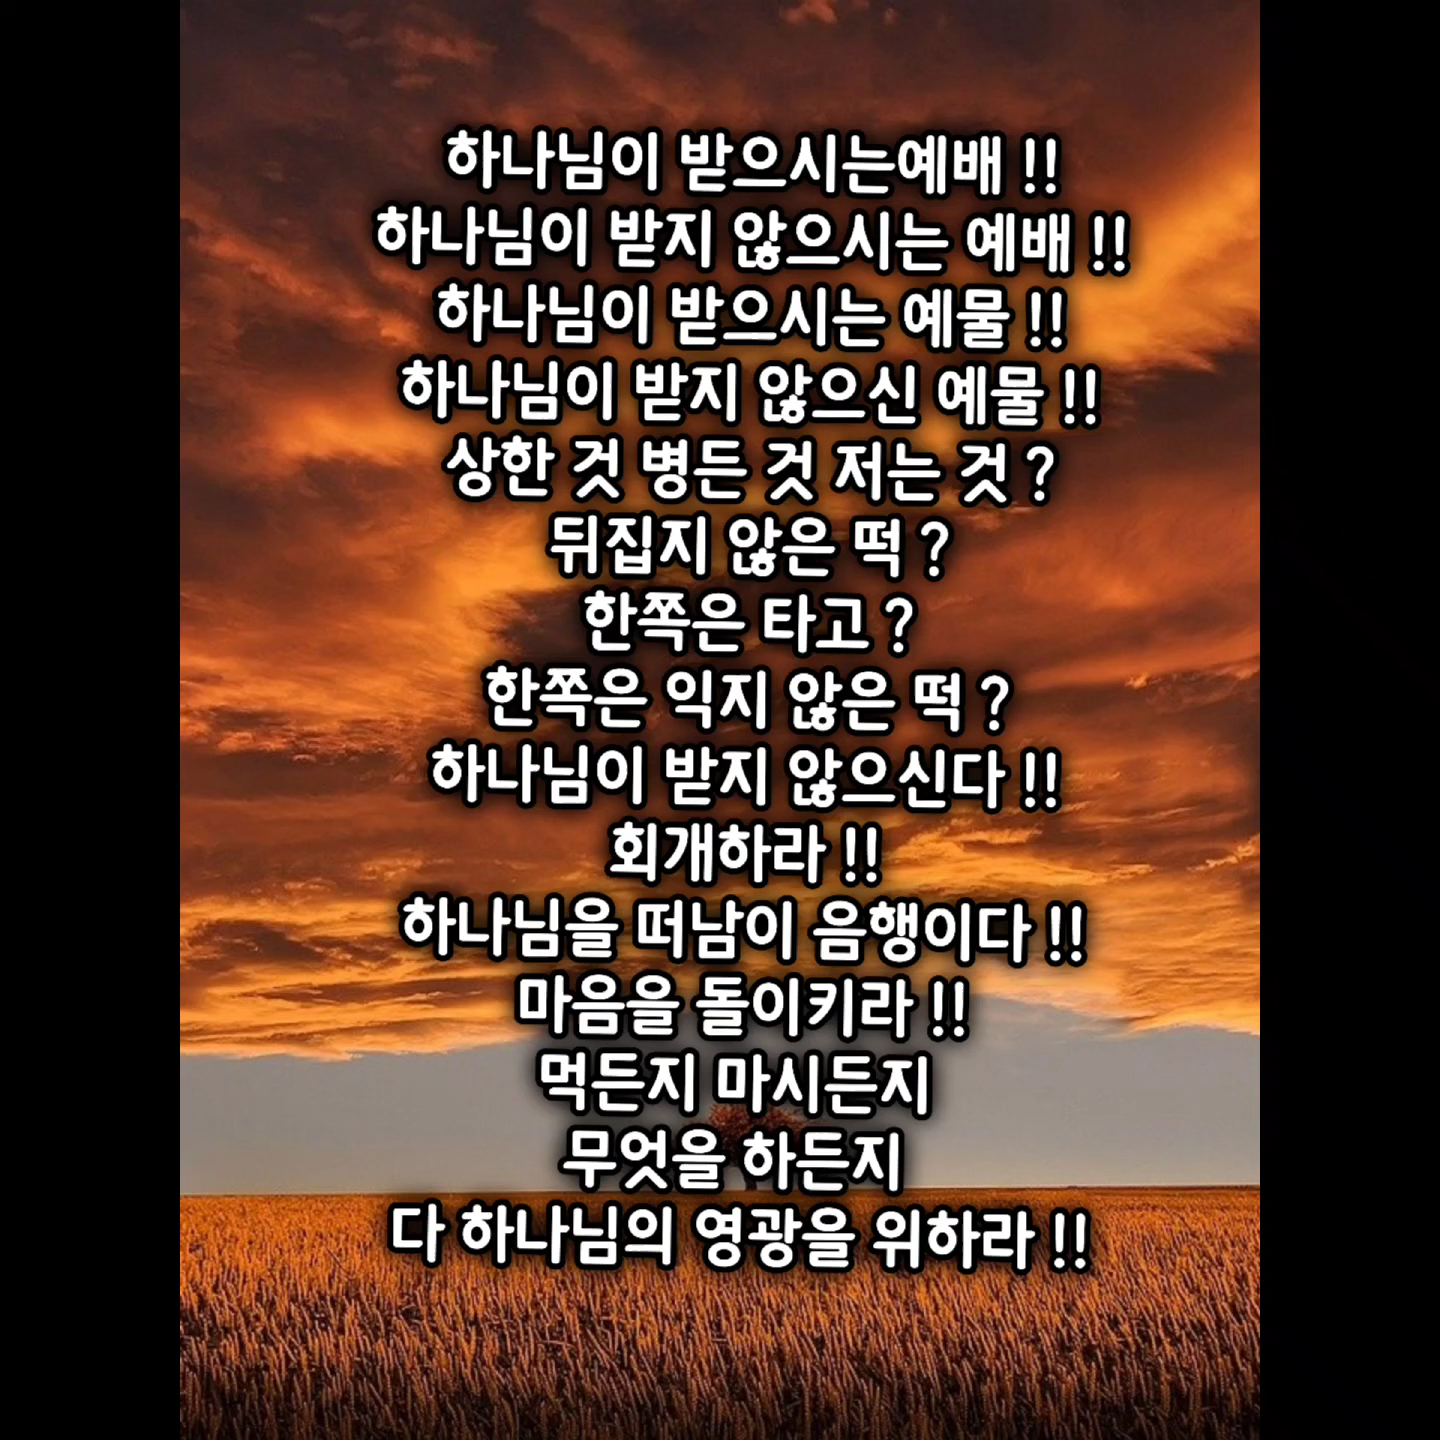 하나님이 받으시는예배 !!
하나님이 받지 않으시는 예배 !!
하나님이 받으시는 예물 !!
하나님이 받지 않으신 예물 !!
상한 것 병든 것 저는 것 ?
뒤집지 않은 떡 ?
한쪽은 타고 ?
한쪽은 익지 않은 떡 ?
하나님이 받지 않으신다 !!
회개하라 !!
하나님을 떠남이 음행이다 !!
마음을 돌이키라 !!
먹든지 마시든지
무엇을 하든지
다 하나님의 영광을 위하라 !!